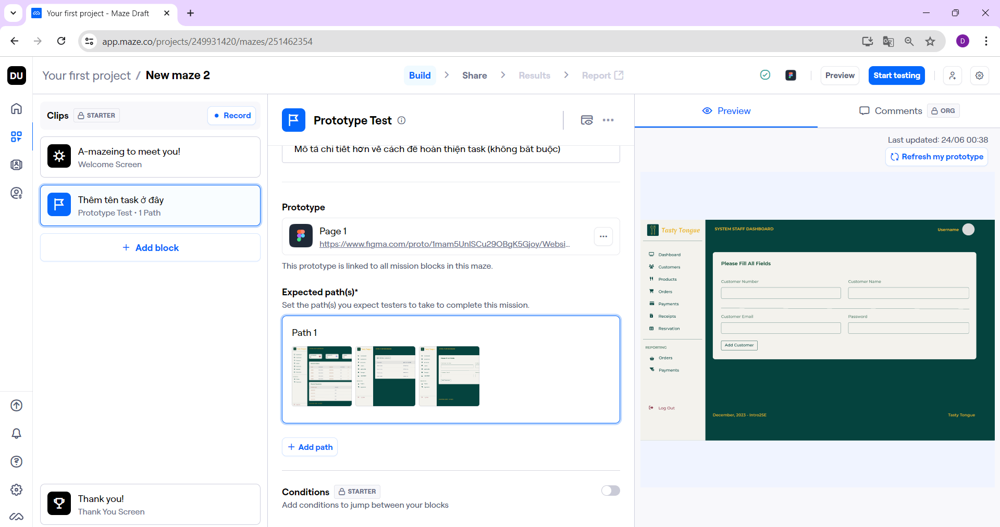 Your first project - Maze Draft
app.maze.co/projects/249931420/mazes/251462354
D
DU
Your first project / New maze 2
Build
Share
Results
Report
Preview
Start testing
Clips
STARTER
Record
A-mazeing to meet you!
Welcome Screen
Thêm tên task ở đây
Prototype Test • 1 Path
+ Add block
Thank you!
Thank You Screen
Prototype Test
Mô tả chi tiết hơn về cách để hoàn thiện task (không bắt buộc)
Prototype
Page 1
https://www.figma.com/proto/1mam5UnlSCu29OBgK5Gjoy/Websi...
This prototype is linked to all mission blocks in this maze.
Expected path(s)*
Set the path(s) you expect testers to take to complete this mission.
Path 1
+ Add path
Conditions
STARTER
Add conditions to jump between your blocks
Preview
Comments
ORG
Last updated: 24/06 00:38
Refresh my prototype
Tasty Tongue
SYSTEM STAFF DASHBOARD
Username
Dashboard
Customers
Products
Orders
Payments
Receipts
Resrvation
REPORTING
Orders
Payments
Log Out
Please Fill All Fields
Customer Number
Customer Name
Customer Email
Password
Add Customer
December, 2023 - Intro2SE
Tasty Tongue